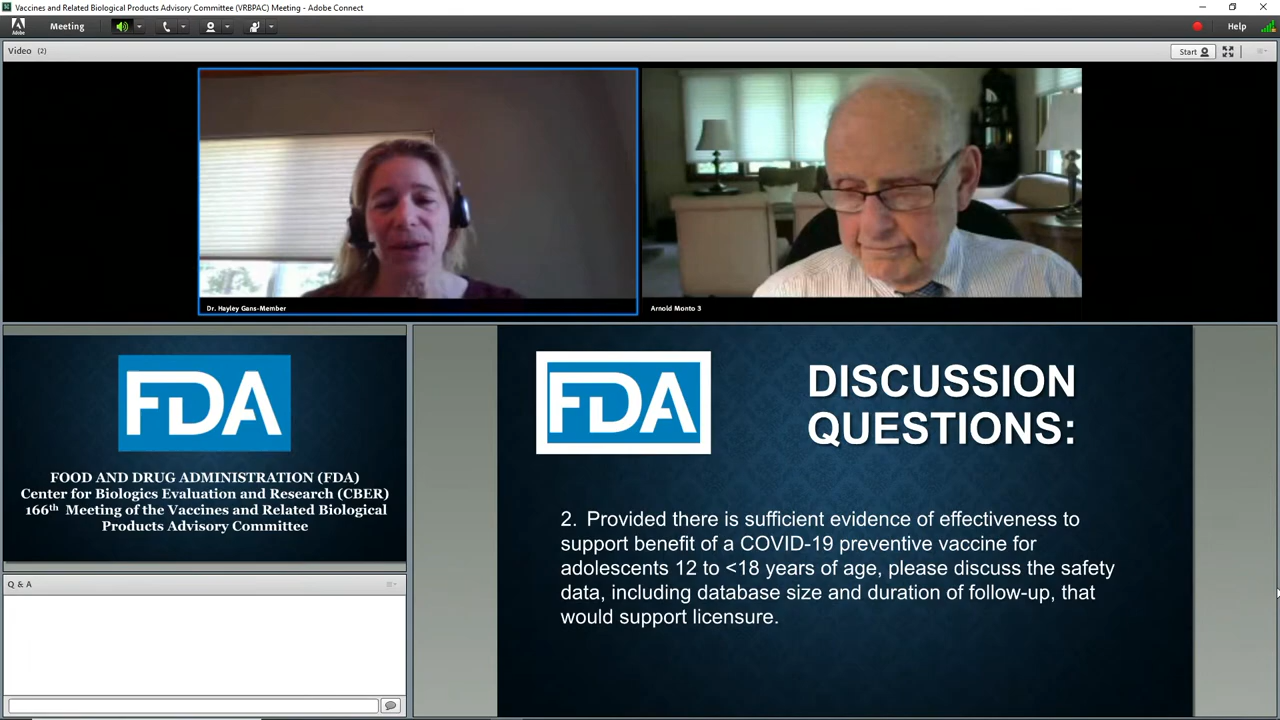 Vaccines and Related Biological Products Advisory Committee (VRBPAC) Meeting - Adobe Connect
Adobe
Meeting
Help
Video (2)
Start
Dr. Hayley Gans-Member
Arnold Monto 3
FDA
FOOD AND DRUG ADMINISTRATION (FDA)
Center for Biologics Evaluation and Research (CBER)
166th Meeting of the Vaccines and Related Biological
Products Advisory Committee
Q & A
FDA
DISCUSSION
QUESTIONS:
2. Provided there is sufficient evidence of effectiveness to
support benefit of a COVID-19 preventive vaccine for
adolescents 12 to <18 years of age, please discuss the safety
data, including database size and duration of follow-up, that
would support licensure.